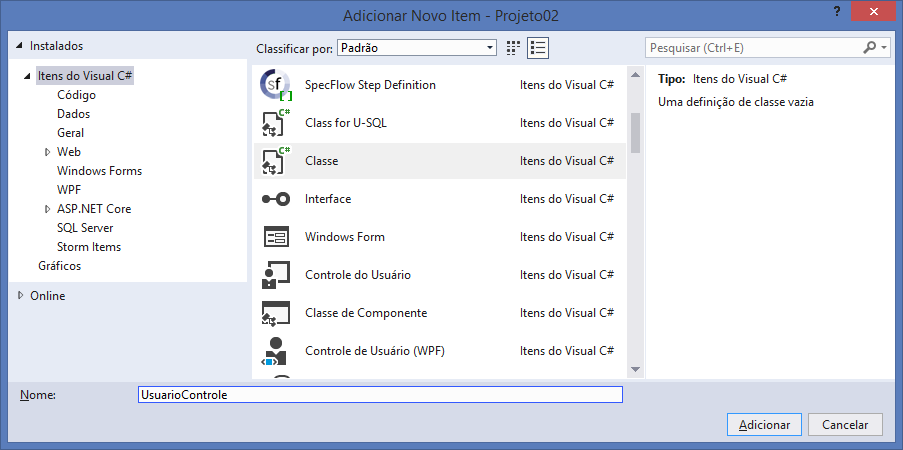 Adicionar Novo Item - Projeto02
?
Instalados
Classificar por: Padrão
Pesquisar (Ctrl+E)
Itens do Visual C#
Código
Dados
Geral
Web
Windows Forms
WPF
ASP.NET Core
SQL Server
Storm Items
Gráficos
Online
sf
[ ]
SpecFlow Step Definition Itens do Visual C#
C#
Class for U-SQL Itens do Visual C#
C#
Classe Itens do Visual C#
Interface Itens do Visual C#
Windows Form Itens do Visual C#
Controle do Usuário Itens do Visual C#
Classe de Componente Itens do Visual C#
Controle de Usuário (WPF) Itens do Visual C#
Tipo: Itens do Visual C#
Uma definição de classe vazia
Nome: UsuarioControle
Adicionar Cancelar